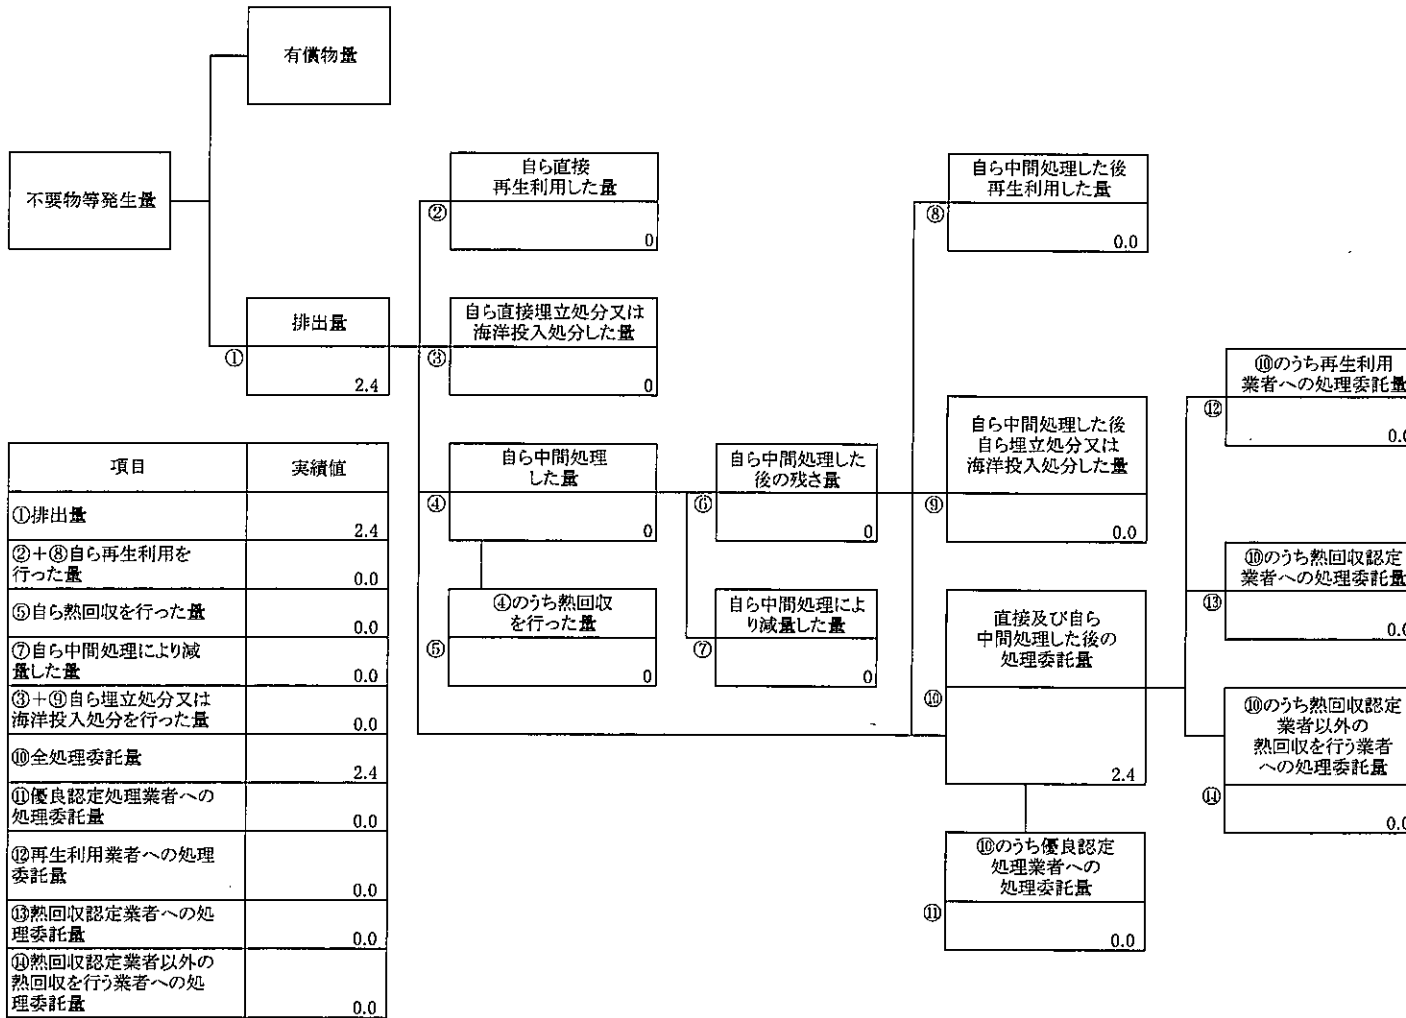 有償物量
不要物等発生量
自ら直接
再生利用した量
②
0
自ら中間処理した後
再生利用した量
⑧
0.0
排出量
①
2.4
自ら直接埋立処分又は
海洋投入処分した量
③
0
⑩のうち再生利用
業者への処理委託量
⑫
0.0
自ら中間処理
した量
④
0
自ら中間処理した
後の残さ量
⑥
0
自ら中間処理した後
自ら埋立処分又は
海洋投入処分した量
⑨
0.0
⑩のうち熱回収認定
業者への処理委託量
⑬
0.0
④のうち熱回収
を行った量
⑤
0
自ら中間処理によ
り減量した量
⑦
0
直接及び自ら
中間処理した後の
処理委託量
⑩
2.4
⑩のうち熱回収認定
業者以外の
熱回収を行う業者
への処理委託量
⑭
0.0
⑩のうち優良認定
処理業者への
処理委託量
⑪
0.0
項目 実績値
①排出量 2.4
②+⑧自ら再生利用を
行った量 0.0
⑤自ら熱回収を行った量 0.0
⑦自ら中間処理により減
量した量 0.0
③+⑨自ら埋立処分又は
海洋投入処分を行った量 0.0
⑩全処理委託量 2.4
⑪優良認定処理業者への
処理委託量 0.0
⑫再生利用業者への処理
委託量 0.0
⑬熱回収認定業者への処
理委託量 0.0
⑭熱回収認定業者以外の
熱回収を行う業者への処
理委託量 0.0